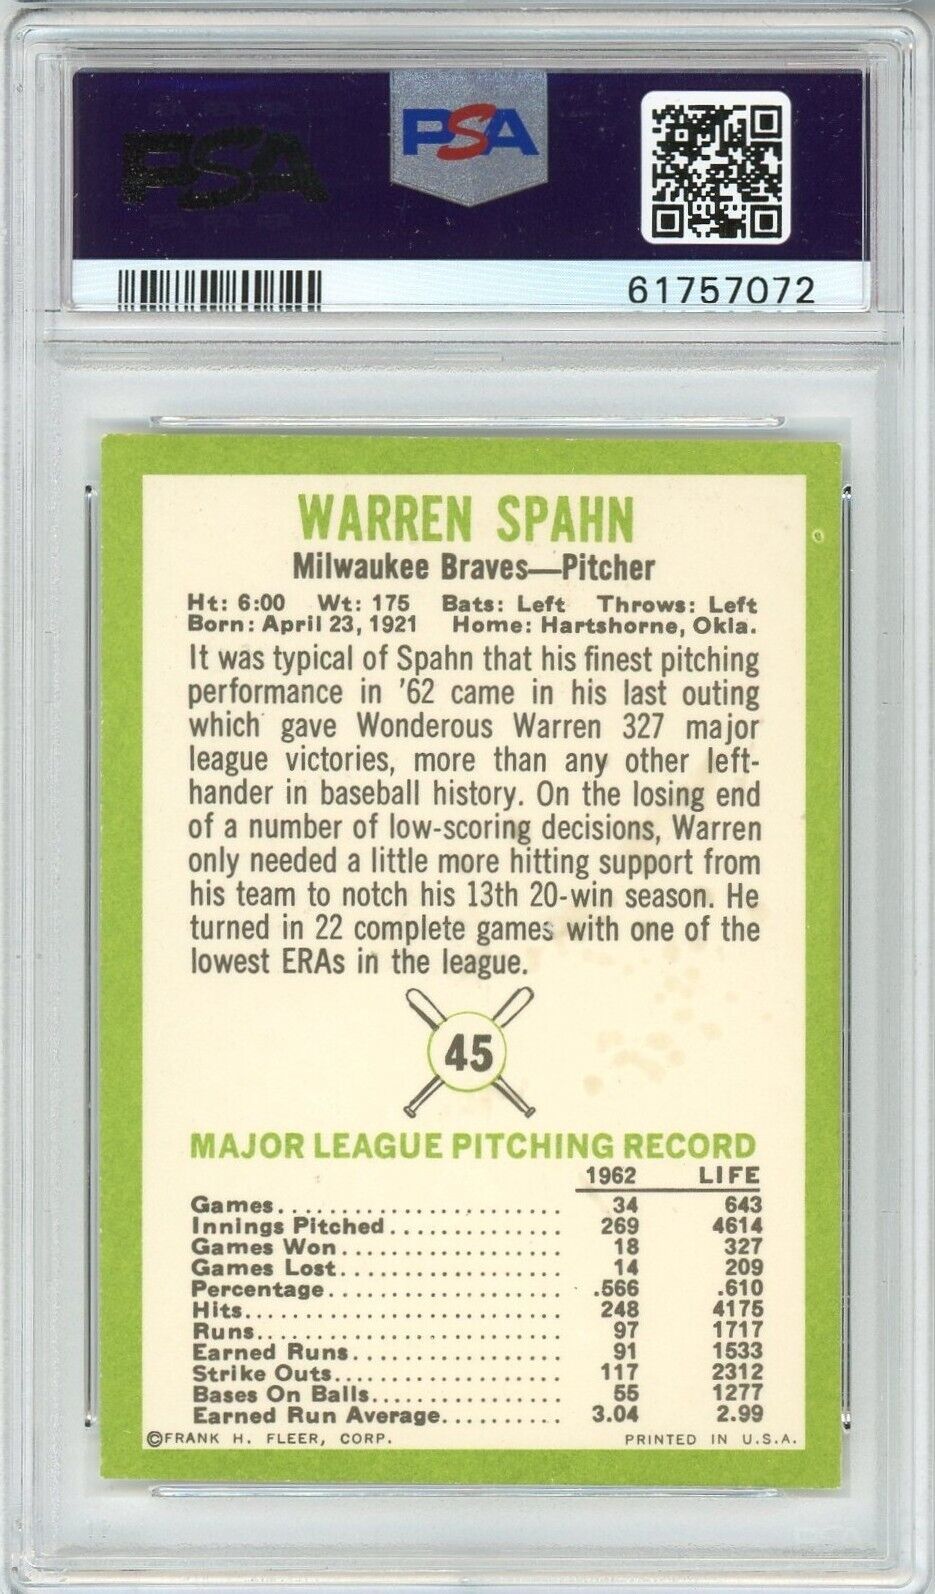 PSA
PSA
61757072
WARREN SPAHN
Milwaukee Braves—Pitcher
Ht: 6:00 Wt: 175 Bats: Left Throws: Left
Born: April 23, 1921 Home: Hartshorne, Okla.
It was typical of Spahn that his finest pitching
performance in '62 came in his last outing
which gave Wonderous Warren 327 major
league victories, more than any other left-
hander in baseball history. On the losing end
of a number of low-scoring decisions, Warren
only needed a little more hitting support from
his team to notch his 13th 20-win season. He
turned in 22 complete games with one of the
lowest ERAs in the league.
45
MAJOR LEAGUE PITCHING RECORD
1962 LIFE
Games........................ 34 643
Innings Pitched.............. 269 4614
Games Won.................... 18 327
Games Lost................... 14 209
Percentage................... .566 .610
Hits......................... 248 4175
Runs......................... 97 1717
Earned Runs.................. 91 1533
Strike Outs.................. 117 2312
Bases On Balls............... 55 1277
Earned Run Average.......... 3.04 2.99
©FRANK H. FLEER, CORP. PRINTED IN U.S.A.